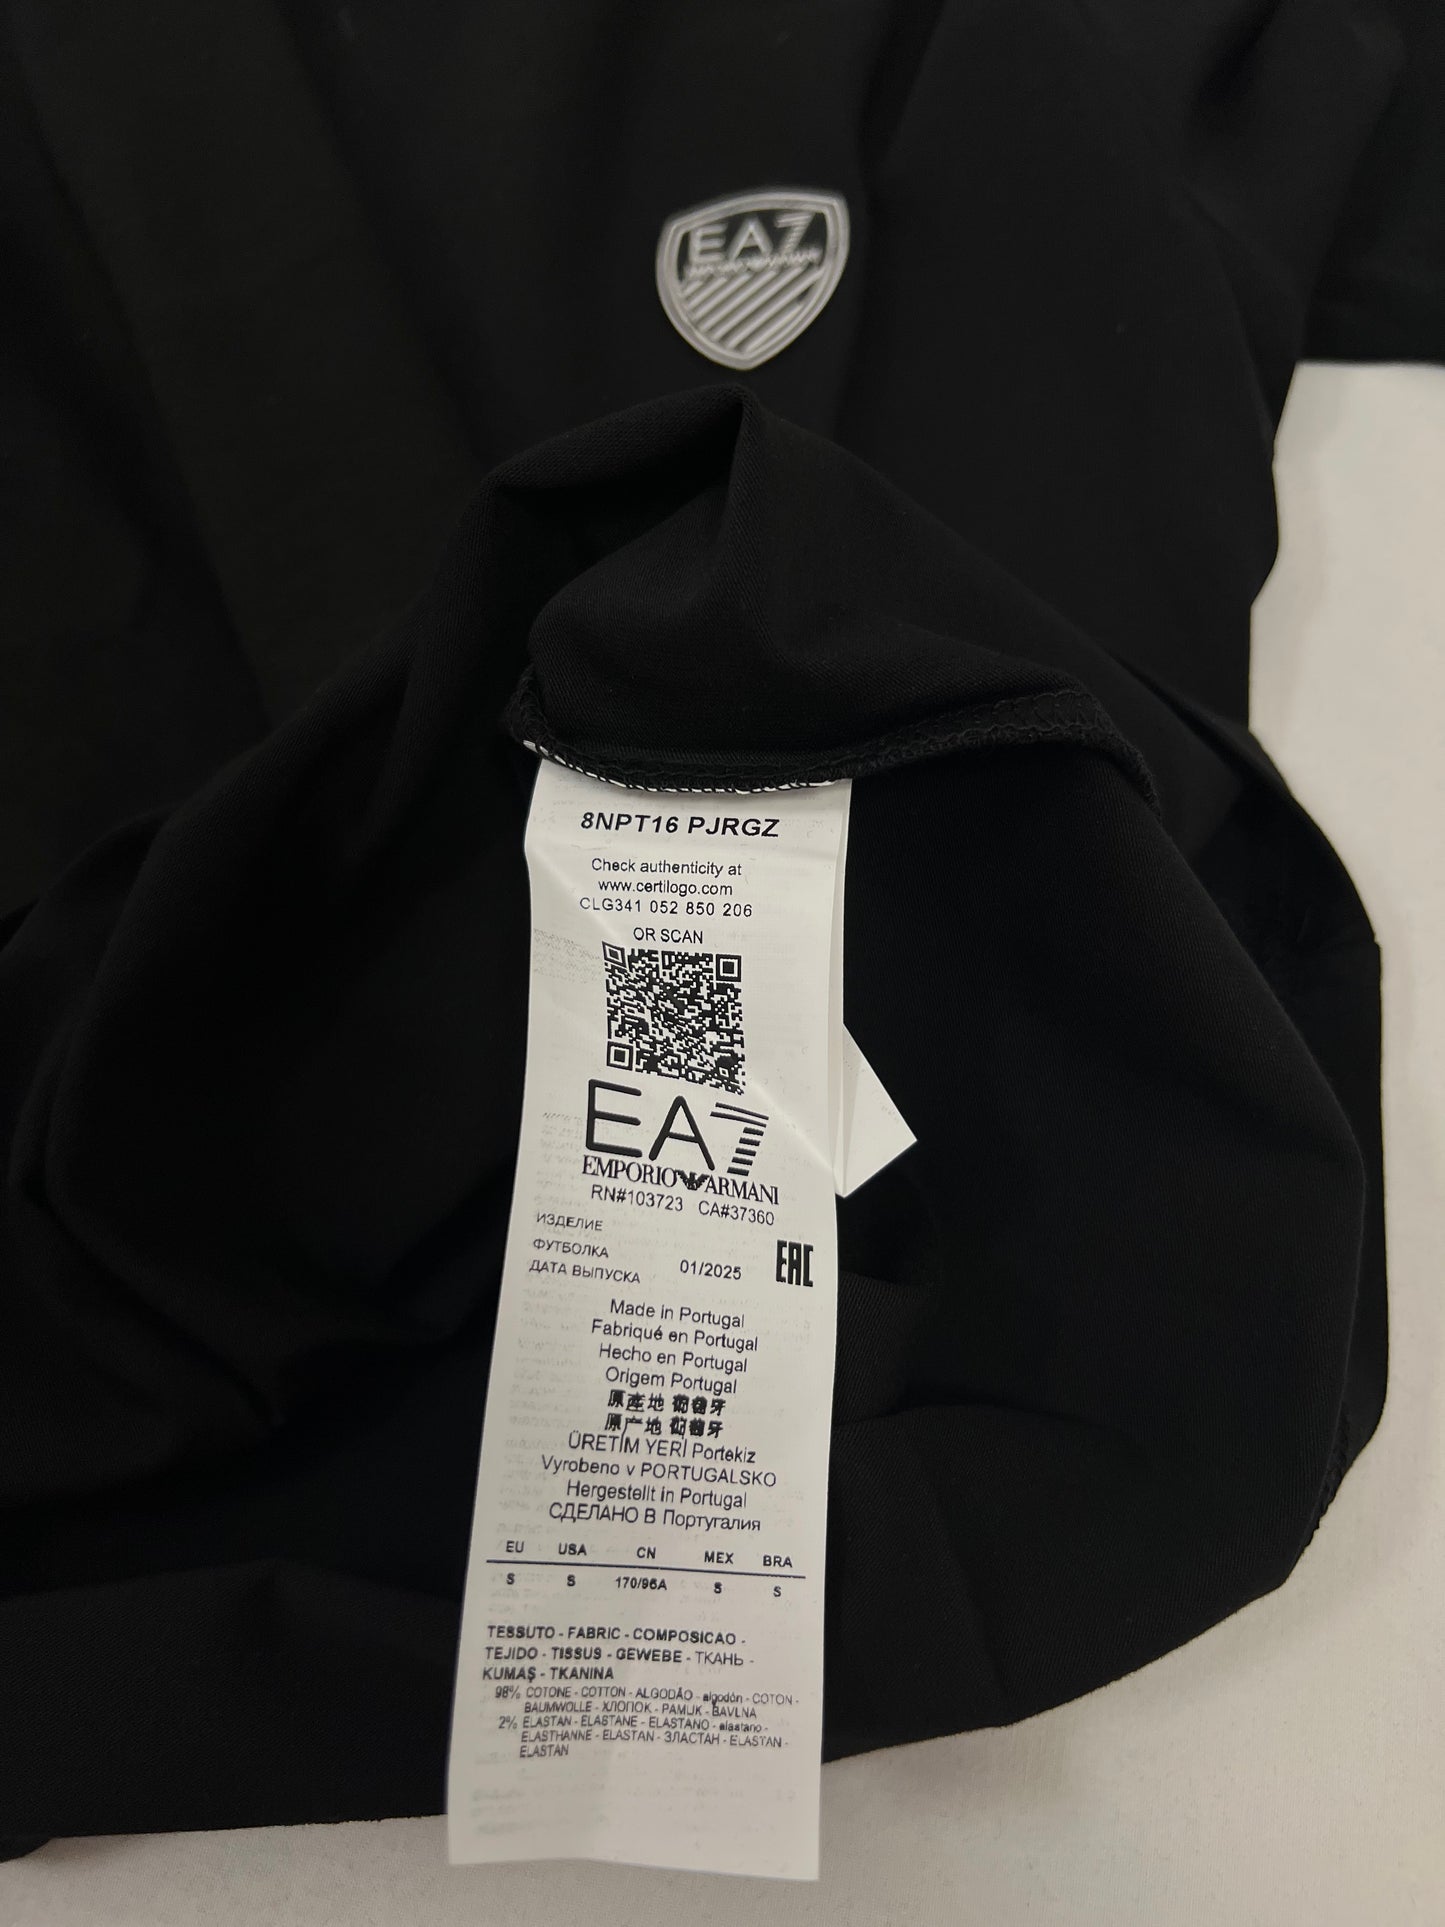 EA7
8NPT16 PJRGZ
Check authenticity at
www.certilogo.com
CLG341 052 850 206
OR SCAN
EA7
EMPORIO ARMANI
RN#103723 CA#37360
ИЗДЕЛИЕ
ФУТБОЛКА
ДАТА ВЫПУСКА 01/2025 EAC
Made in Portugal
Fabriqué en Portugal
Hecho en Portugal
Origem Portugal
原産地 葡萄牙
原产地 葡萄牙
ÜRETİM YERİ Portekiz
Vyrobeno v PORTUGALSKO
Hergestellt in Portugal
СДЕЛАНО В Португалия
EU USA CN MEX BRA
S S 170/96A S S
TESSUTO - FABRIC - COMPOSICAO -
TEJIDO - TISSUS - GEWEBE - ТКАНЬ -
KUMAŞ - TKANINA
98% COTONE - COTTON - ALGODÃO - algodón - COTON -
BAUMWOLLE - ХЛОПОК - PAMUK - BAVLNA
2% ELASTAN - ELASTANE - ELASTANO - elastano -
ELASTHANNE - ELASTAN - ЭЛАСТАН - ELASTAN -
ELASTAN